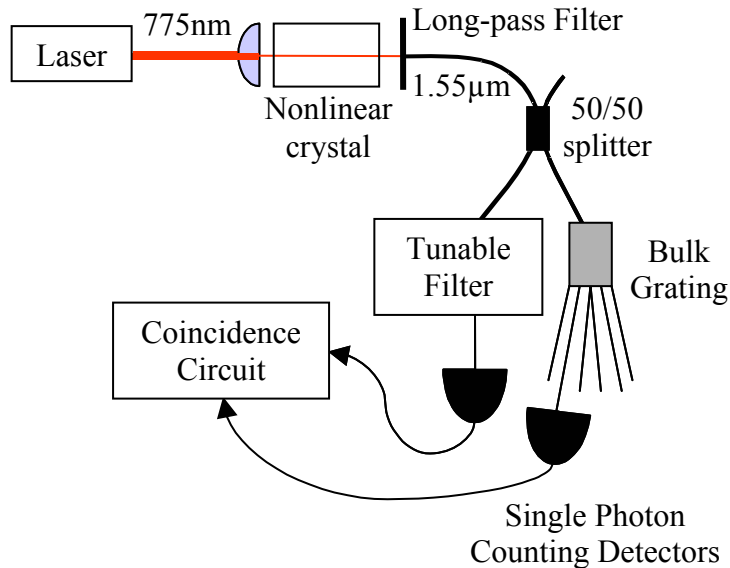 Laser
775nm
Nonlinear
crystal
Long-pass Filter
1.55µm
50/50
splitter
Tunable
Filter
Bulk
Grating
Coincidence
Circuit
Single Photon
Counting Detectors